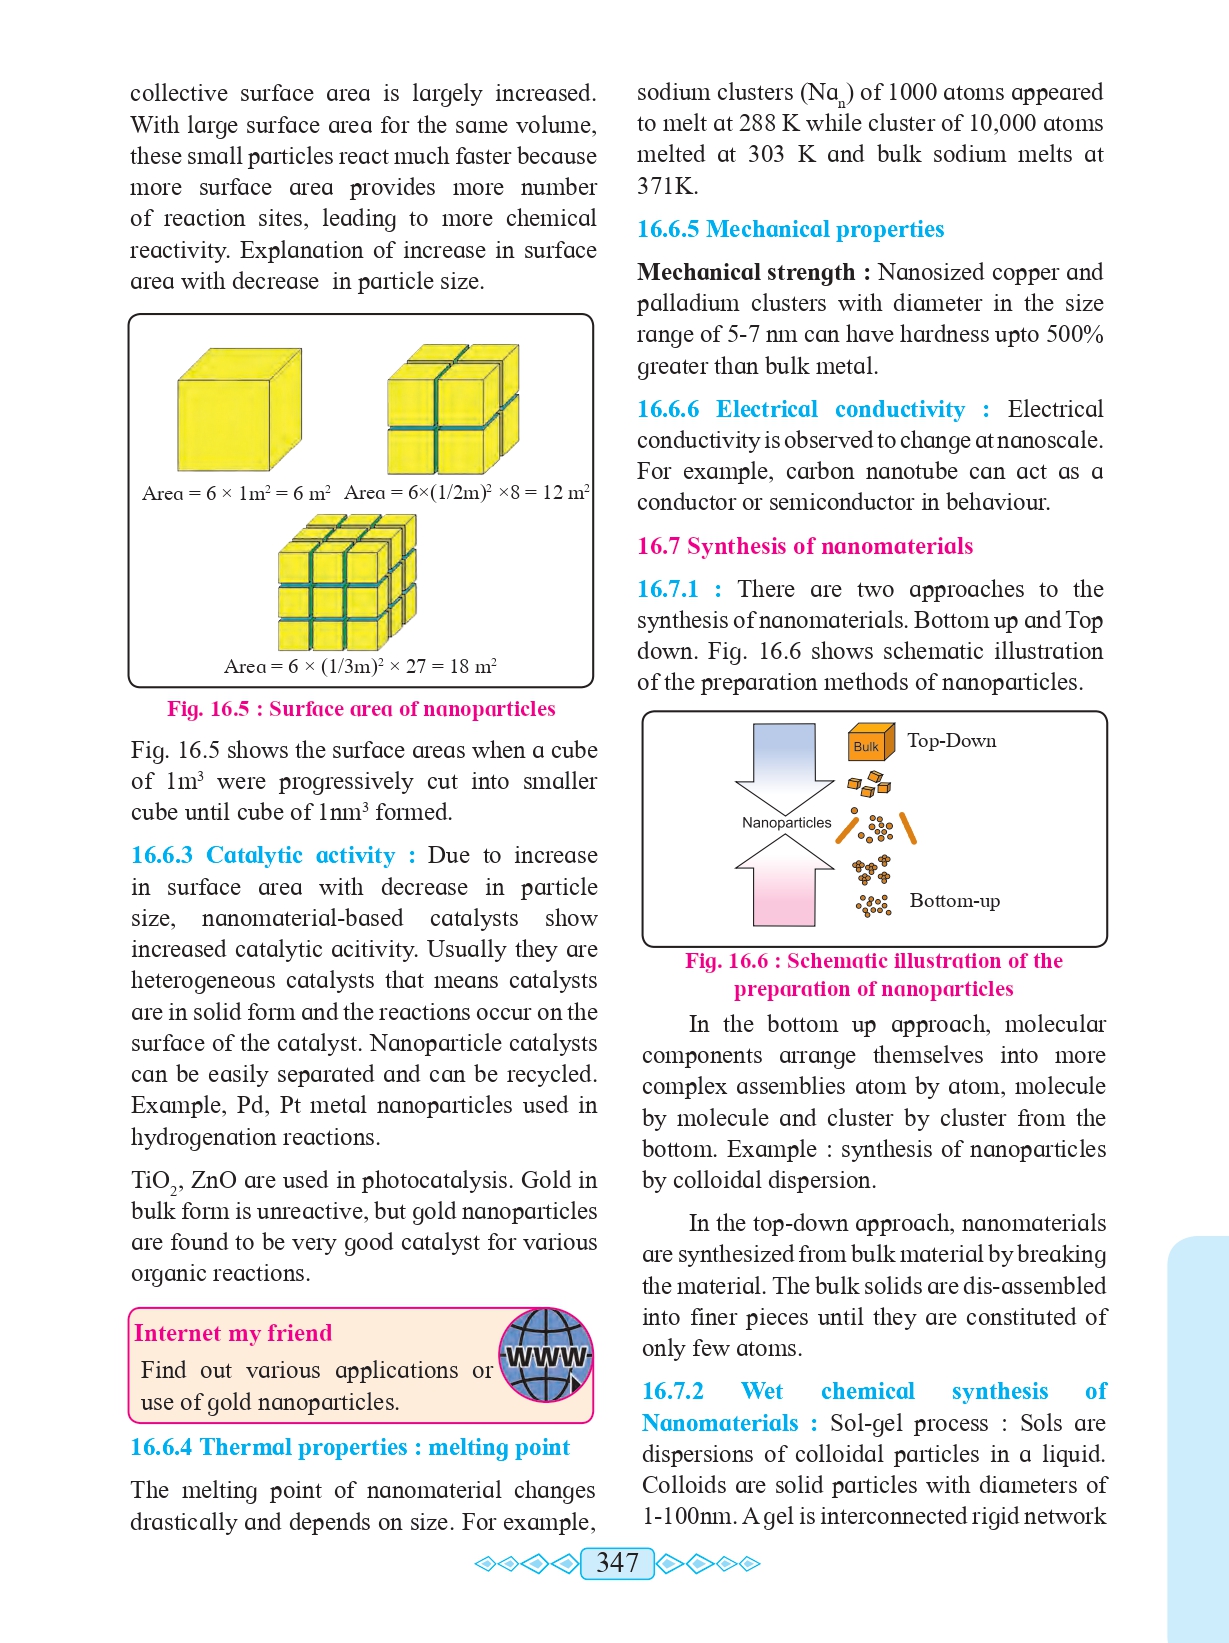 collective surface area is largely increased.
With large surface area for the same volume,
these small particles react much faster because
more surface area provides more number
of reaction sites, leading to more chemical
reactivity. Explanation of increase in surface
area with decrease in particle size.
Area = 6 × 1m² = 6 m² Area = 6×(1/2m)² ×8 = 12 m²
Area = 6 × (1/3m)² × 27 = 18 m²
Fig. 16.5 : Surface area of nanoparticles
Fig. 16.5 shows the surface areas when a cube
of 1m³ were progressively cut into smaller
cube until cube of 1nm³ formed.
16.6.3 Catalytic activity : Due to increase
in surface area with decrease in particle
size, nanomaterial-based catalysts show
increased catalytic acitivity. Usually they are
heterogeneous catalysts that means catalysts
are in solid form and the reactions occur on the
surface of the catalyst. Nanoparticle catalysts
can be easily separated and can be recycled.
Example, Pd, Pt metal nanoparticles used in
hydrogenation reactions.
TiO₂, ZnO are used in photocatalysis. Gold in
bulk form is unreactive, but gold nanoparticles
are found to be very good catalyst for various
organic reactions.
Internet my friend
WWW
Find out various applications or
use of gold nanoparticles.
16.6.4 Thermal properties : melting point
The melting point of nanomaterial changes
drastically and depends on size. For example,
sodium clusters (Naₙ) of 1000 atoms appeared
to melt at 288 K while cluster of 10,000 atoms
melted at 303 K and bulk sodium melts at
371K.
16.6.5 Mechanical properties
Mechanical strength : Nanosized copper and
palladium clusters with diameter in the size
range of 5-7 nm can have hardness upto 500%
greater than bulk metal.
16.6.6 Electrical conductivity : Electrical
conductivity is observed to change at nanoscale.
For example, carbon nanotube can act as a
conductor or semiconductor in behaviour.
16.7 Synthesis of nanomaterials
16.7.1 : There are two approaches to the
synthesis of nanomaterials. Bottom up and Top
down. Fig. 16.6 shows schematic illustration
of the preparation methods of nanoparticles.
Bulk Top-Down
Nanoparticles
Bottom-up
Fig. 16.6 : Schematic illustration of the
preparation of nanoparticles
In the bottom up approach, molecular
components arrange themselves into more
complex assemblies atom by atom, molecule
by molecule and cluster by cluster from the
bottom. Example : synthesis of nanoparticles
by colloidal dispersion.
In the top-down approach, nanomaterials
are synthesized from bulk material by breaking
the material. The bulk solids are dis-assembled
into finer pieces until they are constituted of
only few atoms.
16.7.2 Wet chemical synthesis of
Nanomaterials : Sol-gel process : Sols are
dispersions of colloidal particles in a liquid.
Colloids are solid particles with diameters of
1-100nm. A gel is interconnected rigid network
347